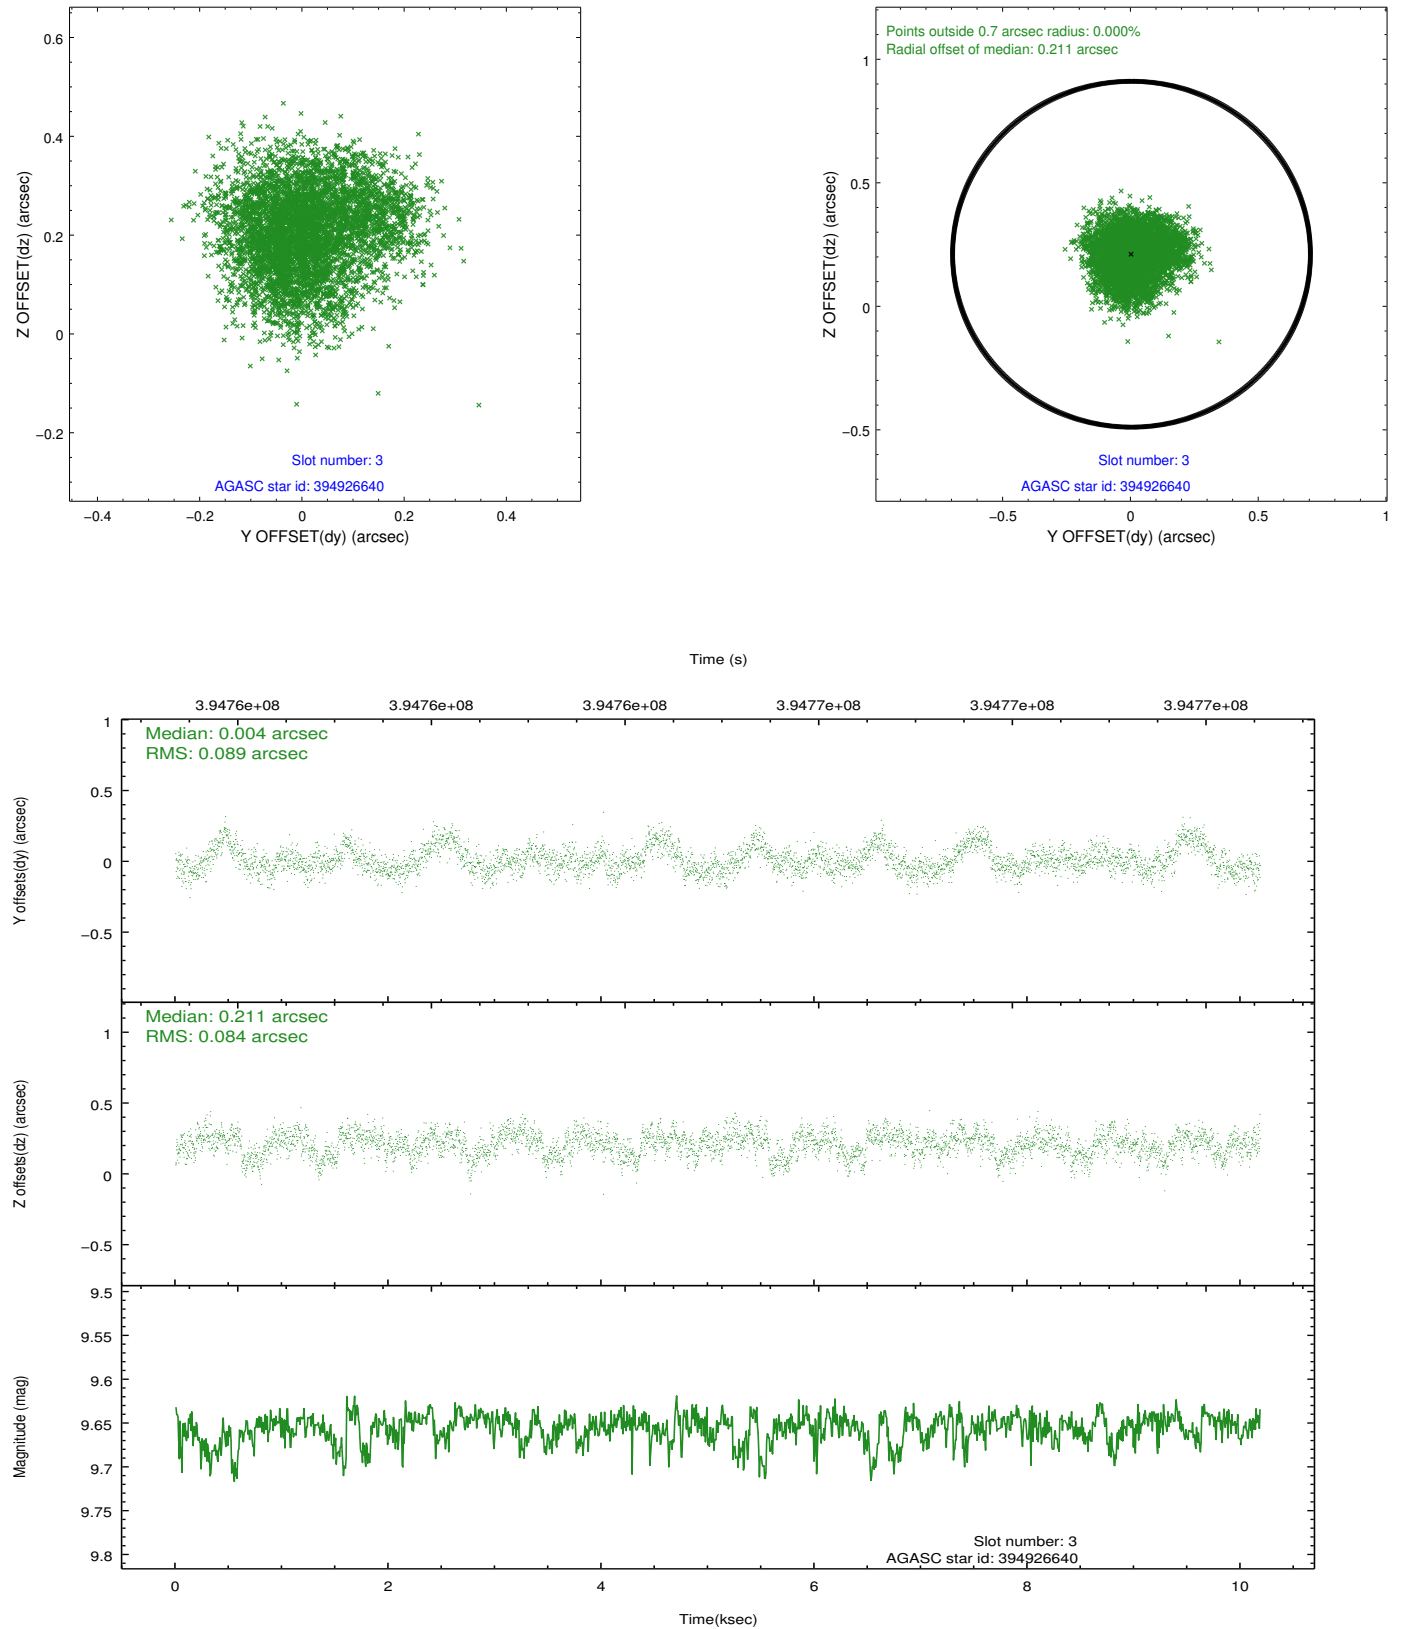 0.6
0.4
0.2
0
−0.2
Z OFFSET(dz) (arcsec)
Slot number: 3
AGASC star id: 394926640
−0.4 −0.2 0 0.2 0.4
Y OFFSET(dy) (arcsec)
Points outside 0.7 arcsec radius: 0.000%
Radial offset of median: 0.211 arcsec
1
0.5
0
−0.5
Z OFFSET(dz) (arcsec)
Slot number: 3
AGASC star id: 394926640
−0.5 0 0.5 1
Y OFFSET(dy) (arcsec)
Time (s)
3.9476e+08 3.9476e+08 3.9476e+08 3.9477e+08 3.9477e+08 3.9477e+08
Median: 0.004 arcsec
RMS: 0.089 arcsec
1
0.5
0
−0.5
Y offsets(dy) (arcsec)
Median: 0.211 arcsec
RMS: 0.084 arcsec
1
0.5
0
−0.5
Z offsets(dz) (arcsec)
9.5
9.55
9.6
9.65
9.7
9.75
9.8
Magnitude (mag)
Slot number: 3
AGASC star id: 394926640
0 2 4 6 8 10
Time(ksec)